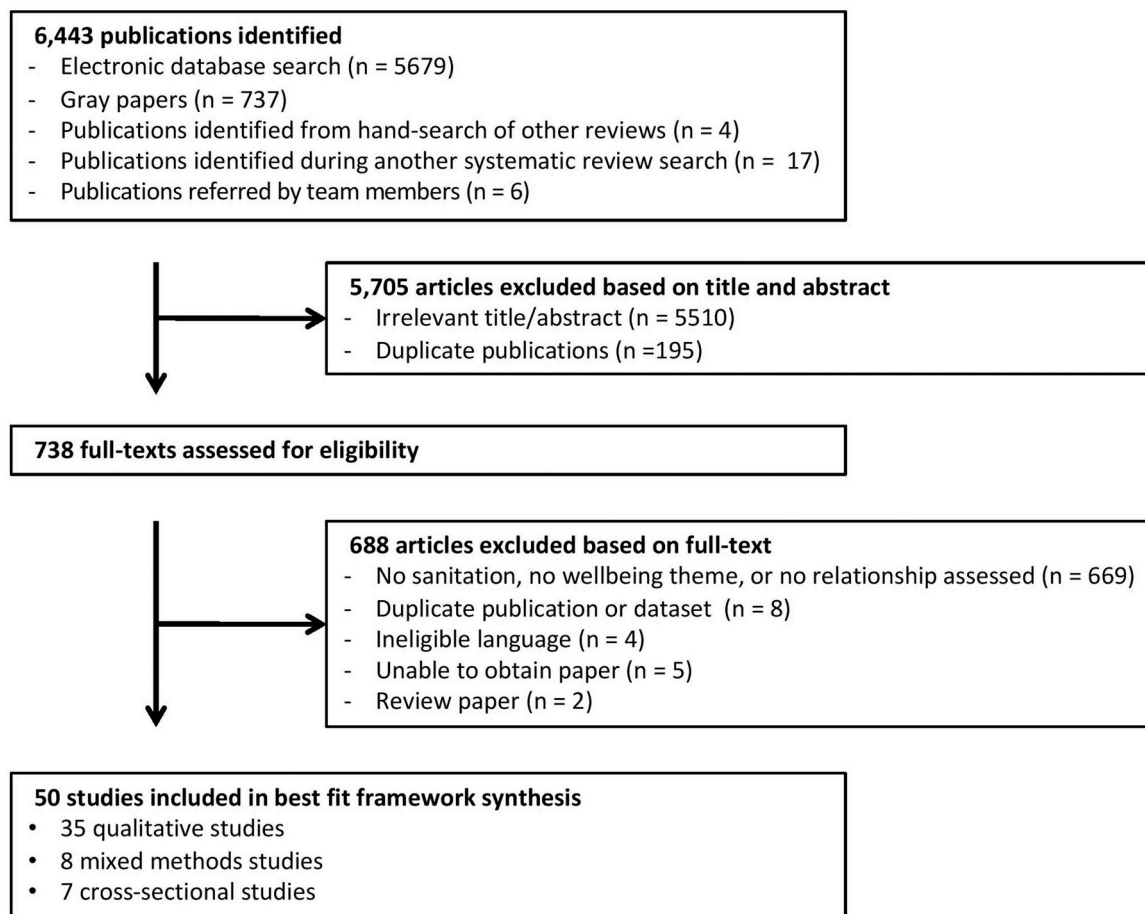 6,443 publications identified
- Electronic database search (n = 5679)
- Gray papers (n = 737)
- Publications identified from hand-search of other reviews (n = 4)
- Publications identified during another systematic review search (n =  17)
- Publications referred by team members (n = 6)
5,705 articles excluded based on title and abstract
- Irrelevant title/abstract (n = 5510)
- Duplicate publications (n =195)
738 full-texts assessed for eligibility
688 articles excluded based on full-text
- No sanitation, no wellbeing theme, or no relationship assessed (n = 669)
- Duplicate publication or dataset  (n = 8)
- Ineligible language (n = 4)
- Unable to obtain paper (n = 5)
- Review paper (n = 2)
50 studies included in best fit framework synthesis
• 35 qualitative studies
• 8 mixed methods studies
• 7 cross-sectional studies